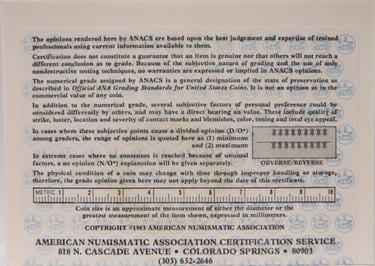 The opinions rendered here by ANACS are based upon the best judgement and expertise of trained
professionals using current information available to them.
Certification does not constitute a guarantee that an item is genuine nor that others will not reach a
different conclusion as to grade. Because of the subjective nature of grading and the use of only
nondestructive testing techniques, no warranties are expressed or implied in ANACS opinions.
The numerical grade assigned by ANACS is a general designation of the state of preservation as
described in Official ANA Grading Standards for United States Coins. It is not an opinion as to the
commercial value of any coin.
In addition to the numerical grade, several subjective factors of personal preference could be
considered differently by others, and may have a direct bearing on value. These include quality of
strike, luster, location and severity of contact marks and blemishes, color, toning and total eye appeal.
In cases where these subjective points cause a divided opinion (D/O*)
among graders, the range of opinions is quoted here as (1) minimum:
and (2) maximum:
In extreme cases where no consensus is reached because of unusual
factors, a no opinion (N/O*) explanation will be given separately.
OBVERSE/REVERSE
The physical condition of a coin may change with time through improper handling or storage,
therefore, the grade opinion given here may not apply beyond the date of this certificate.
METRIC 1 2 3 4 5 6 7 8 9 10
Coin size is an approximate measurement of either the diameter or the
greatest measurement of the item shown, expressed in millimeters.
COPYRIGHT ©1983 AMERICAN NUMISMATIC ASSOCIATION
AMERICAN NUMISMATIC ASSOCIATION CERTIFICATION SERVICE
818 N. CASCADE AVENUE • COLORADO SPRINGS • 80903
(303) 632-2646